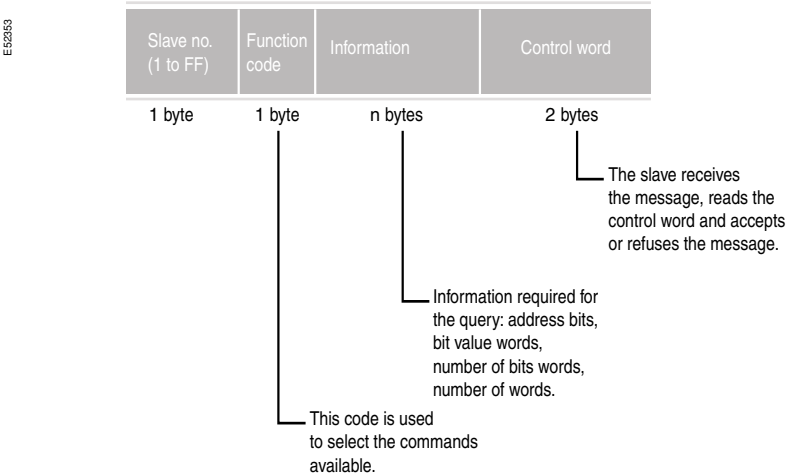 E52353
Slave no.
(1 to FF)
Function
code
Information
Control word
1 byte
1 byte
n bytes
2 bytes
The slave receives
the message, reads the
control word and accepts
or refuses the message.
Information required for
the query: address bits,
bit value words,
number of bits words,
number of words.
This code is used
to select the commands
available.